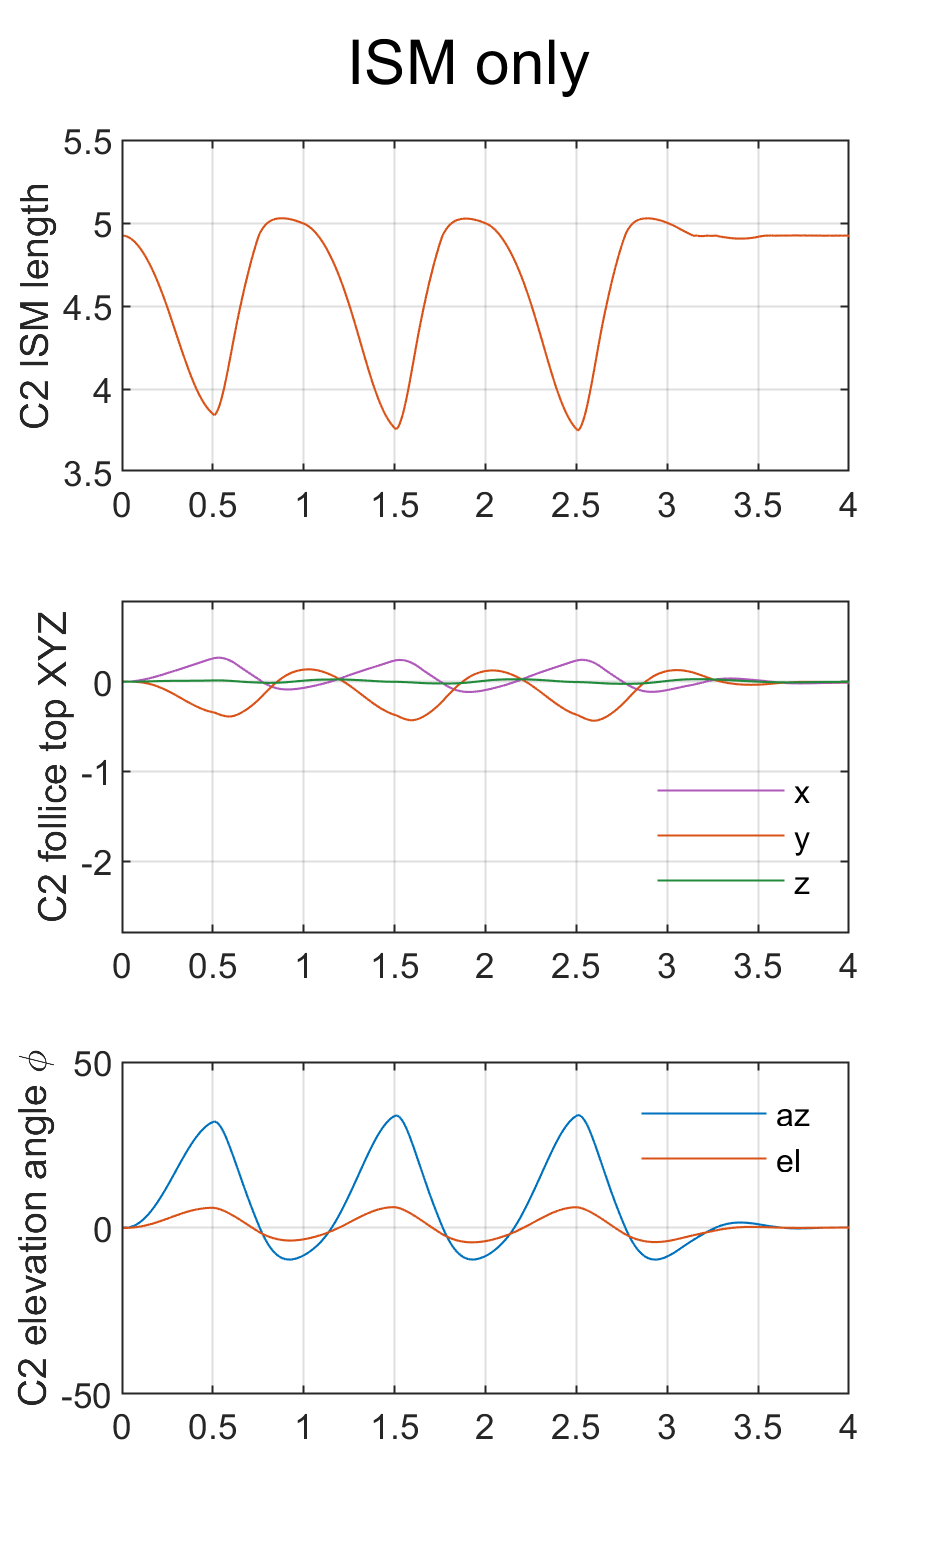 ISM only
C2 ISM length
5.5
5
4.5
4
3.5
0 0.5 1 1.5 2 2.5 3 3.5 4
C2 follice top XYZ
0
-1
-2
x
y
z
0 0.5 1 1.5 2 2.5 3 3.5 4
C2 elevation angle ϕ
50
0
-50
az
el
0 0.5 1 1.5 2 2.5 3 3.5 4